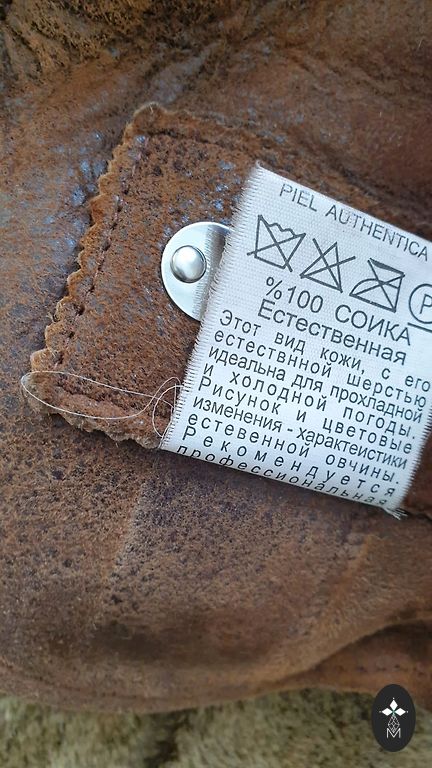 PIEL AUTHENTICA
P
%100 СОИКА
Естественная
Этот вид кожи, с его
естествнной шерстью
идеальна для прохладной
и холодной погоды.
Рисунок и цветовые
изменения - характеистики
естевенной овчины.
Рекомендуется
профессиональная
M